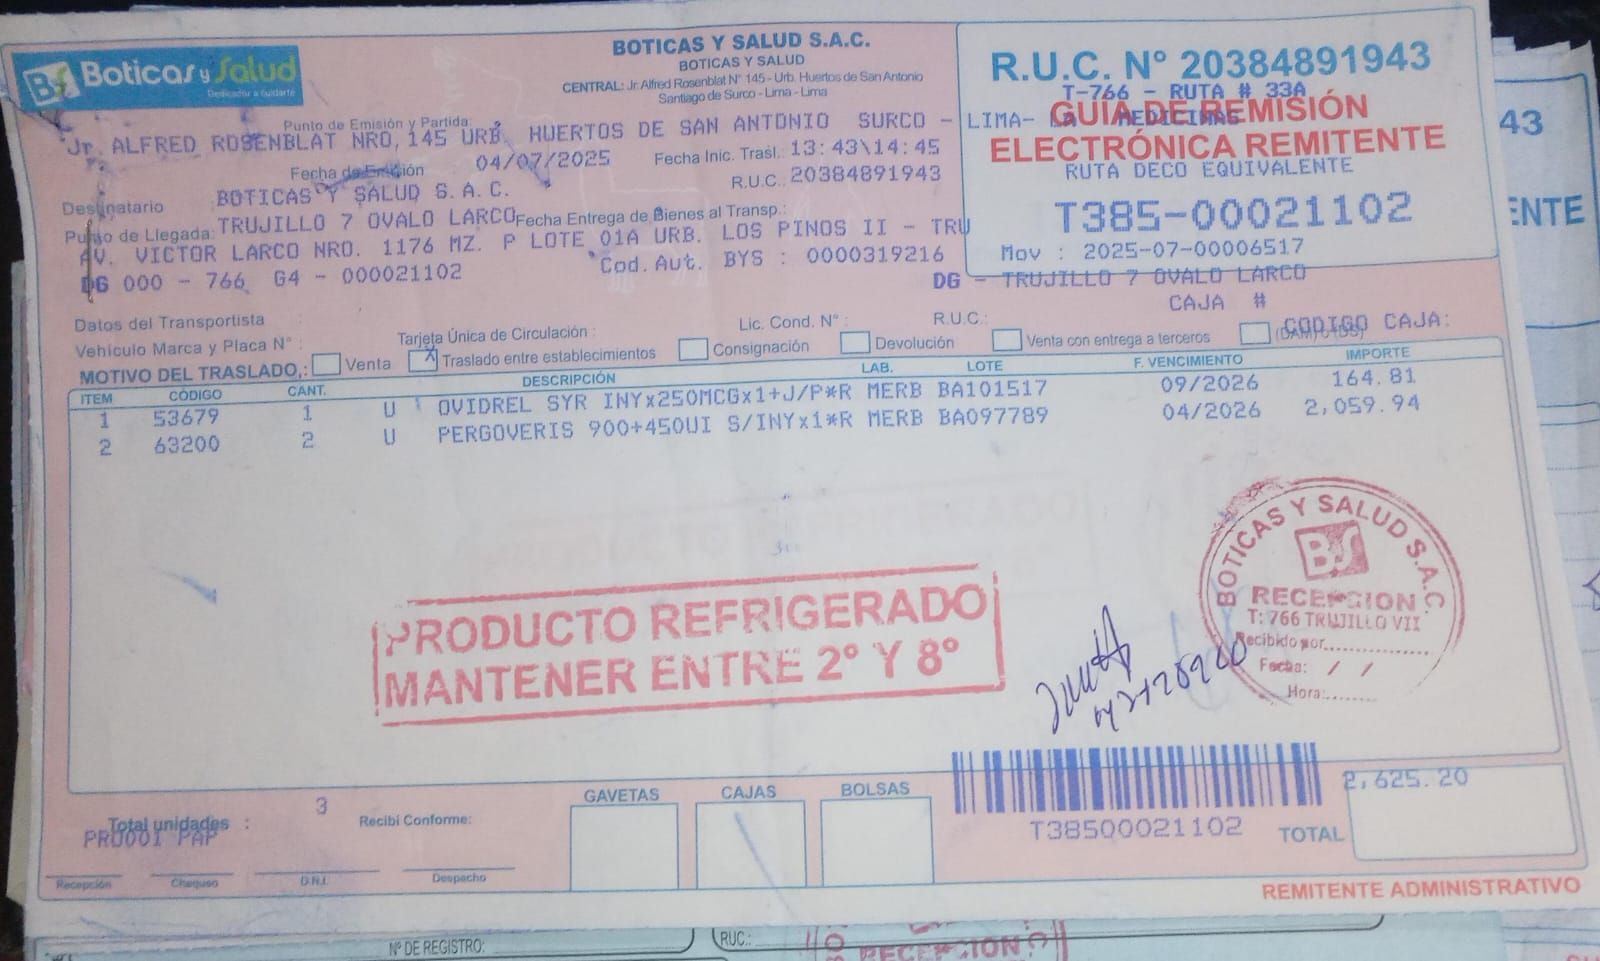 Boticas y Salud
Dedicados a cuidarte
BOTICAS Y SALUD S.A.C.
BOTICAS Y SALUD
CENTRAL: Jr. Alfred Rosenblat N° 145 - Urb. Huertos de San Antonio
Santiago de Surco - Lima - Lima
R.U.C. N° 20384891943
T-766 - RUTA # 33A
GUIA DE REMISIÓN
ELECTRÓNICA REMITENTE
RUTA DECO EQUIVALENTE
T385-00021102
Mov : 2025-07-00006517
Punto de Emisión y Partida:
Jr. ALFRED ROSENBLAT NRO, 145 URB. HUERTOS DE SAN ANTONIO SURCO - LIMA- LA MEDICINAS
Fecha de Emisión 04/07/2025 Fecha Inic. Trasl. 13:43\14:45
Destinatario BOTICAS Y SALUD S.A.C. R.U.C.. 20384891943
Punto de Llegada: TRUJILLO 7 OVALO LARCO Fecha Entrega de Bienes al Transp.:
AV. VICTOR LARCO NRO. 1176 MZ. P LOTE 01A URB. LOS PINOS II - TRU
DG 000 - 766 G4 - 000021102 Cod. Aut. BYS : 0000319216
DG - TRUJILLO 7 OVALO LARCO
CAJA #
CODIGO CAJA:
Datos del Transportista
Vehículo Marca y Placa N° : Tarjeta Única de Circulación : Lic. Cond. N° : R.U.C.:
MOTIVO DEL TRASLADO.: Venta X Traslado entre establecimientos Consignación Devolución Venta con entrega a terceros
ITEM CÓDIGO CANT. DESCRIPCIÓN LAB. LOTE F. VENCIMIENTO IMPORTE
1 53679 1 U OVIDREL SYR INYx250MCGx1+J/P*R MERB BA101517 09/2026 164.81
2 63200 2 U PERGOVERIS 900+450UI S/INYx1*R MERB BA097789 04/2026 2,059.94
PRODUCTO REFRIGERADO
MANTENER ENTRE 2° Y 8°
BOTICAS Y SALUD S.A.C.
BS
RECEPCION
T: 766 TRUJILLO VII
Recibido por
Fecha: / /
Hora:
2,625.20
T38500021102
TOTAL
GAVETAS CAJAS BOLSAS
3
Total unidades : Recibí Conforme:
PRU001 PAP
Recepción Chequeo D.N.I. Despacho
REMITENTE ADMINISTRATIVO
N° DE REGISTRO: RUC.:
RECEPCION
43
ENTE